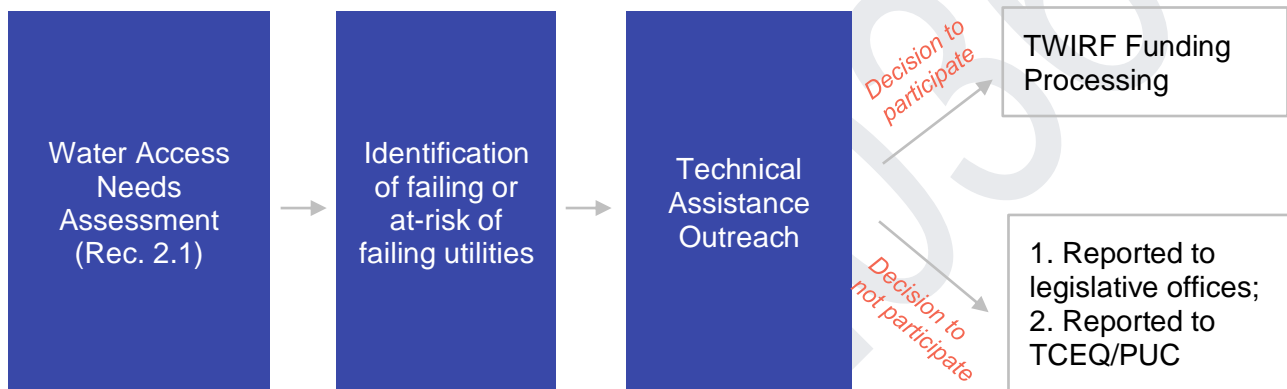 Water Access
Needs
Assessment
(Rec. 2.1)
Identification
of failing or
at-risk of
failing utilities
Technical
Assistance
Outreach
Decision to
participate
TWIRF Funding
Processing
Decision to
not participate
1. Reported to
legislative offices;
2. Reported to
TCEQ/PUC